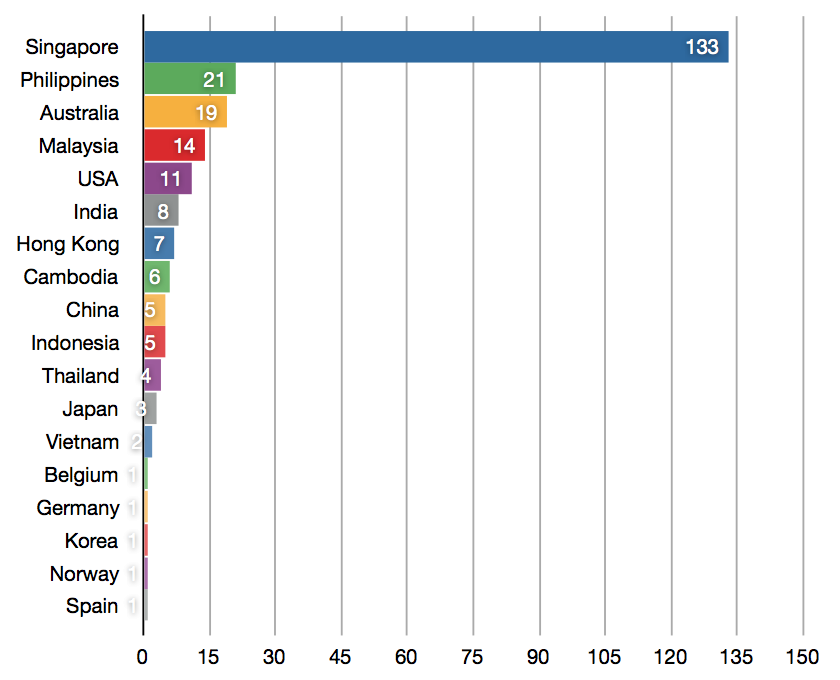 Singapore 133
Philippines 21
Australia 19
Malaysia 14
USA 11
India 8
Hong Kong 7
Cambodia 6
China 5
Indonesia 5
Thailand 4
Japan 3
Vietnam 2
Belgium 1
Germany 1
Korea 1
Norway 1
Spain 1
0 15 30 45 60 75 90 105 120 135 150